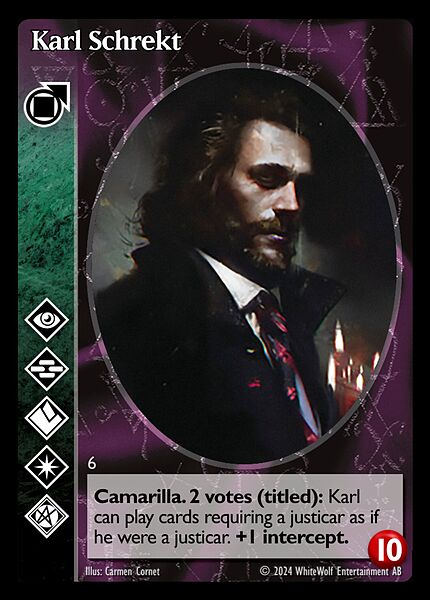 Karl Schrekt
6
Camarilla. 2 votes (titled): Karl
can play cards requiring a justicar as if
he were a justicar. +1 intercept.
10
Illus: Carmen Cornet
© 2024 WhiteWolf Entertainment AB